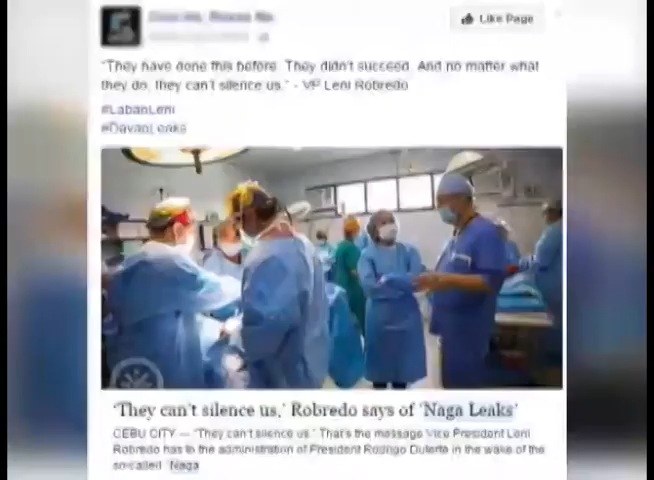 Like Page
"They have done this before. They didn't succeed. And no matter what
they do, they can't silence us." - VP Leni Robredo
#LabanLeni
#DavaoLeaks
'They can't silence us,' Robredo says of 'Naga Leaks'
CEBU CITY — "They can't silence us." That's the message Vice President Leni
Robredo has to the administration of President Rodrigo Duterte in the wake of the
so-called 'Naga